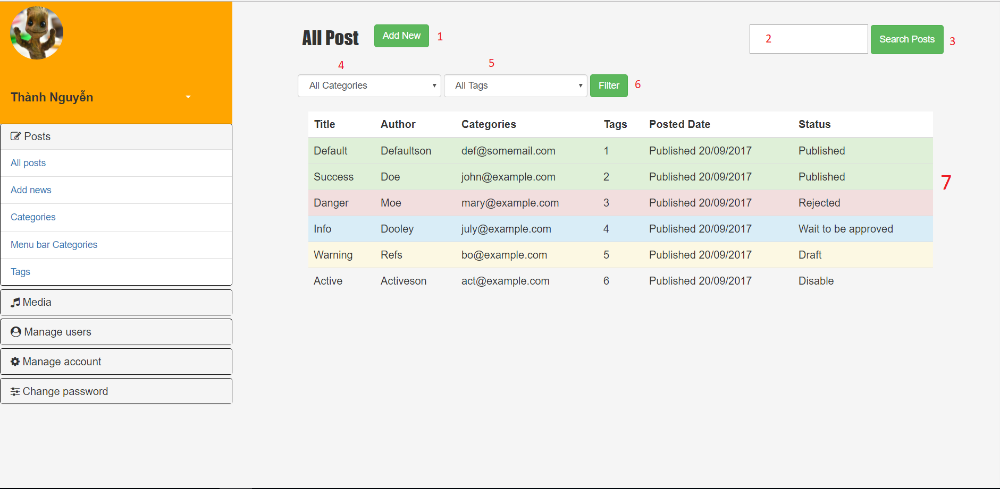 Thành Nguyễn
Posts
All posts
Add news
Categories
Menu bar Categories
Tags
Media
Manage users
Manage account
Change password
All Post Add New 1 2 Search Posts 3
4 5
All Categories All Tags Filter 6
Title Author Categories Tags Posted Date Status
Default Defaultson def@somemail.com 1 Published 20/09/2017 Published
Success Doe john@example.com 2 Published 20/09/2017 Published
7
Danger Moe mary@example.com 3 Published 20/09/2017 Rejected
Info Dooley july@example.com 4 Published 20/09/2017 Wait to be approved
Warning Refs bo@example.com 5 Published 20/09/2017 Draft
Active Activeson act@example.com 6 Published 20/09/2017 Disable